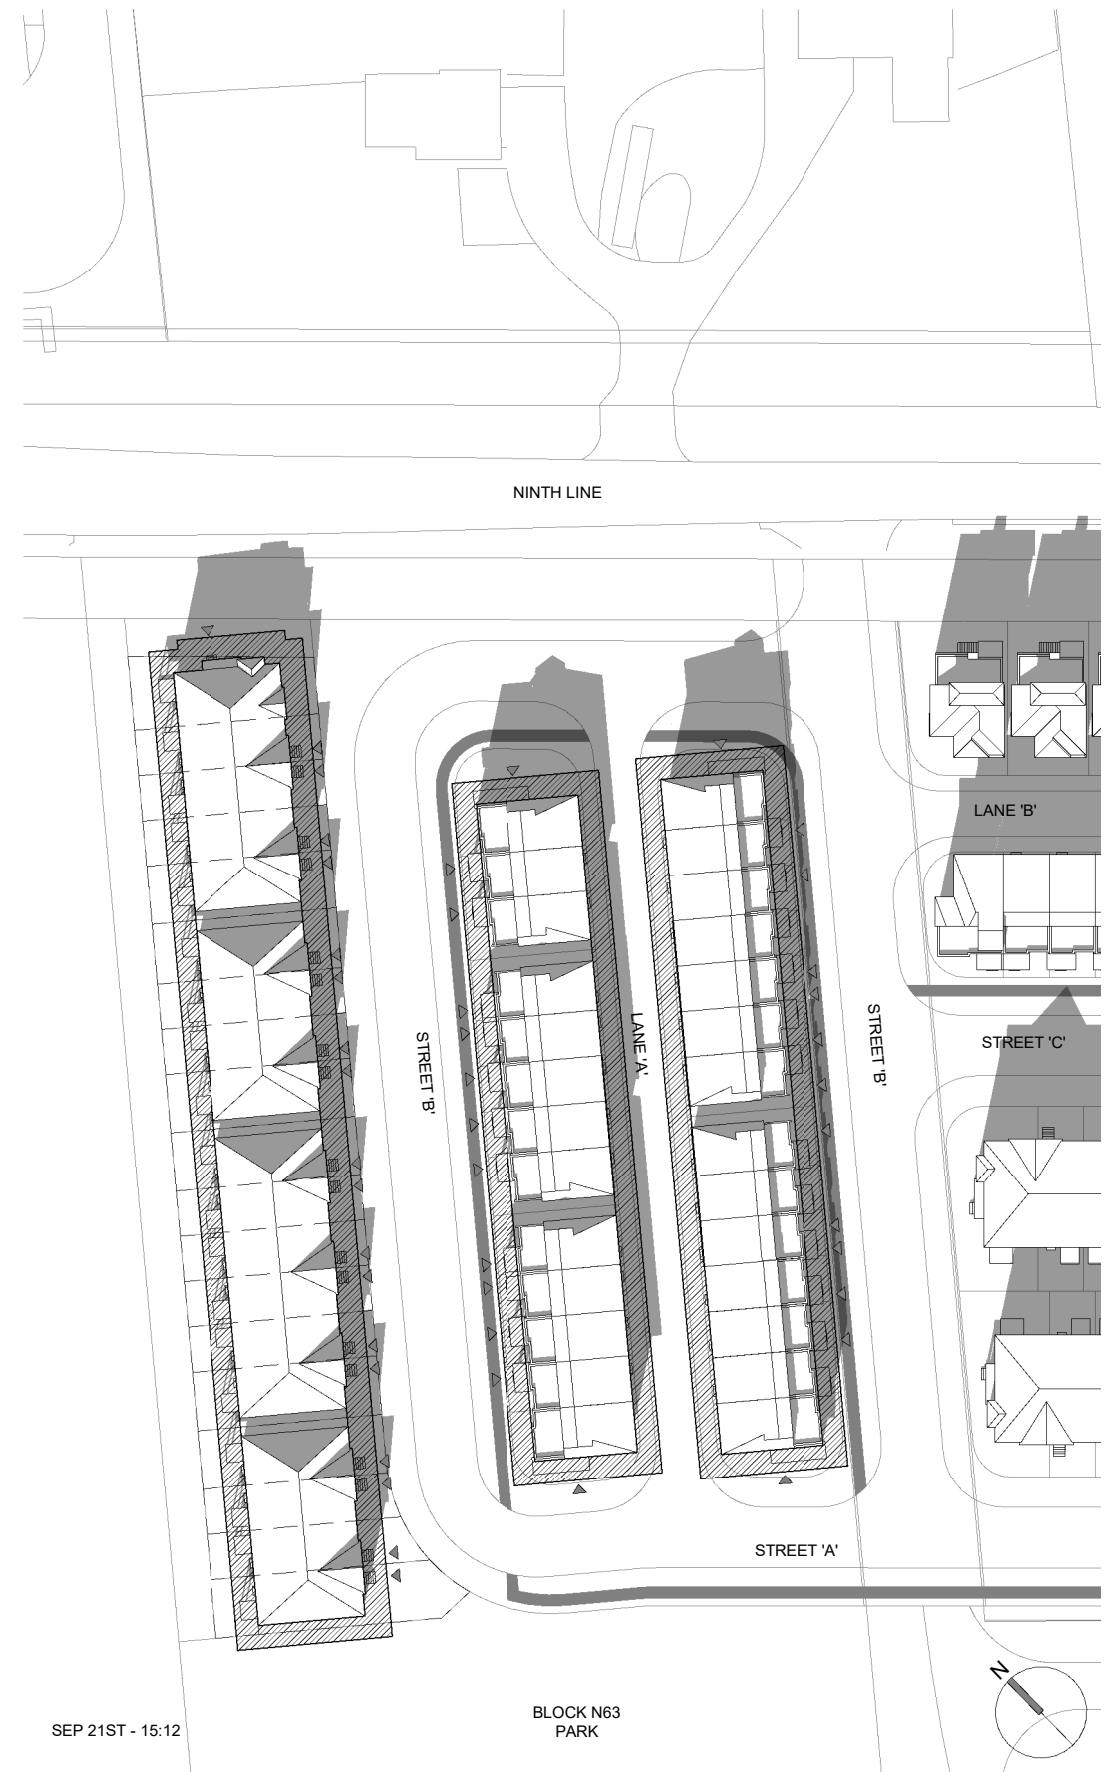 NINTH LINE
LANE 'B'
STREET 'B'
LANE 'A'
STREET 'B'
STREET 'C'
STREET 'A'
N
BLOCK N63
PARK
SEP 21ST - 15:12